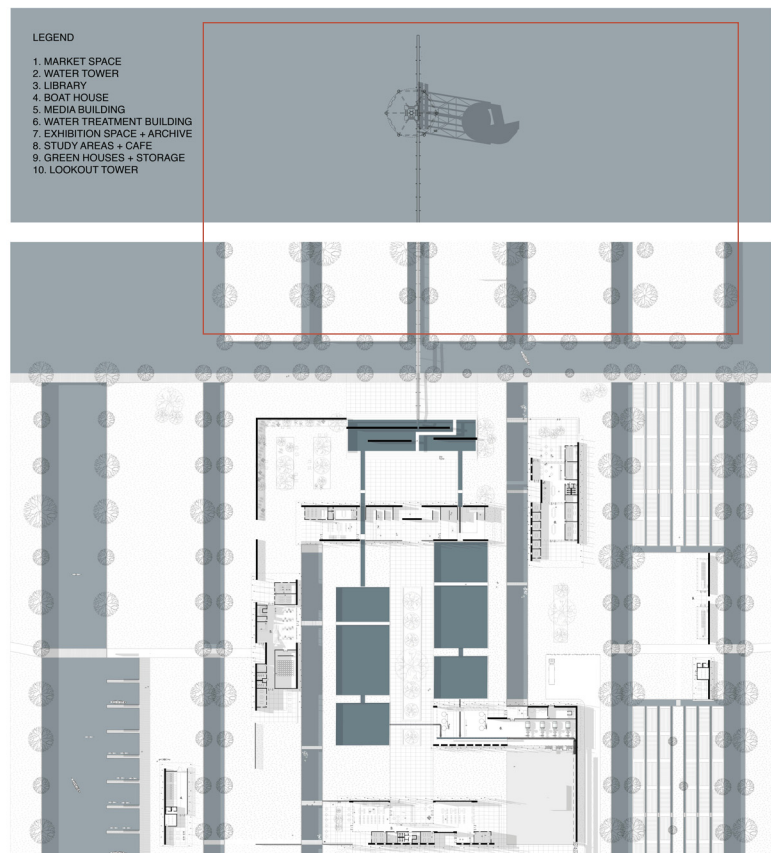 LEGEND
1. MARKET SPACE
2. WATER TOWER
3. LIBRARY
4. BOAT HOUSE
5. MEDIA BUILDING
6. WATER TREATMENT BUILDING
7. EXHIBITION SPACE + ARCHIVE
8. STUDY AREAS + CAFE
9. GREEN HOUSES + STORAGE
10. LOOKOUT TOWER